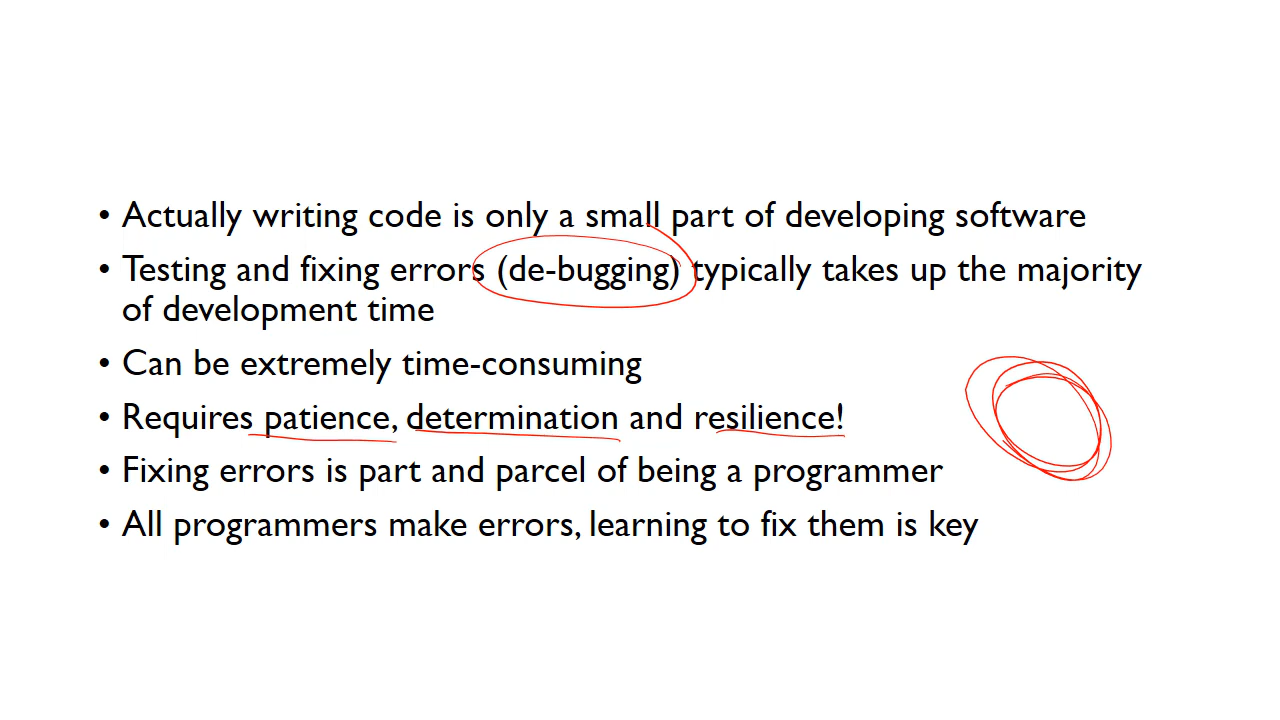 • Actually writing code is only a small part of developing software
• Testing and fixing errors (de-bugging) typically takes up the majority
of development time
• Can be extremely time-consuming
• Requires patience, determination and resilience!
• Fixing errors is part and parcel of being a programmer
• All programmers make errors, learning to fix them is key